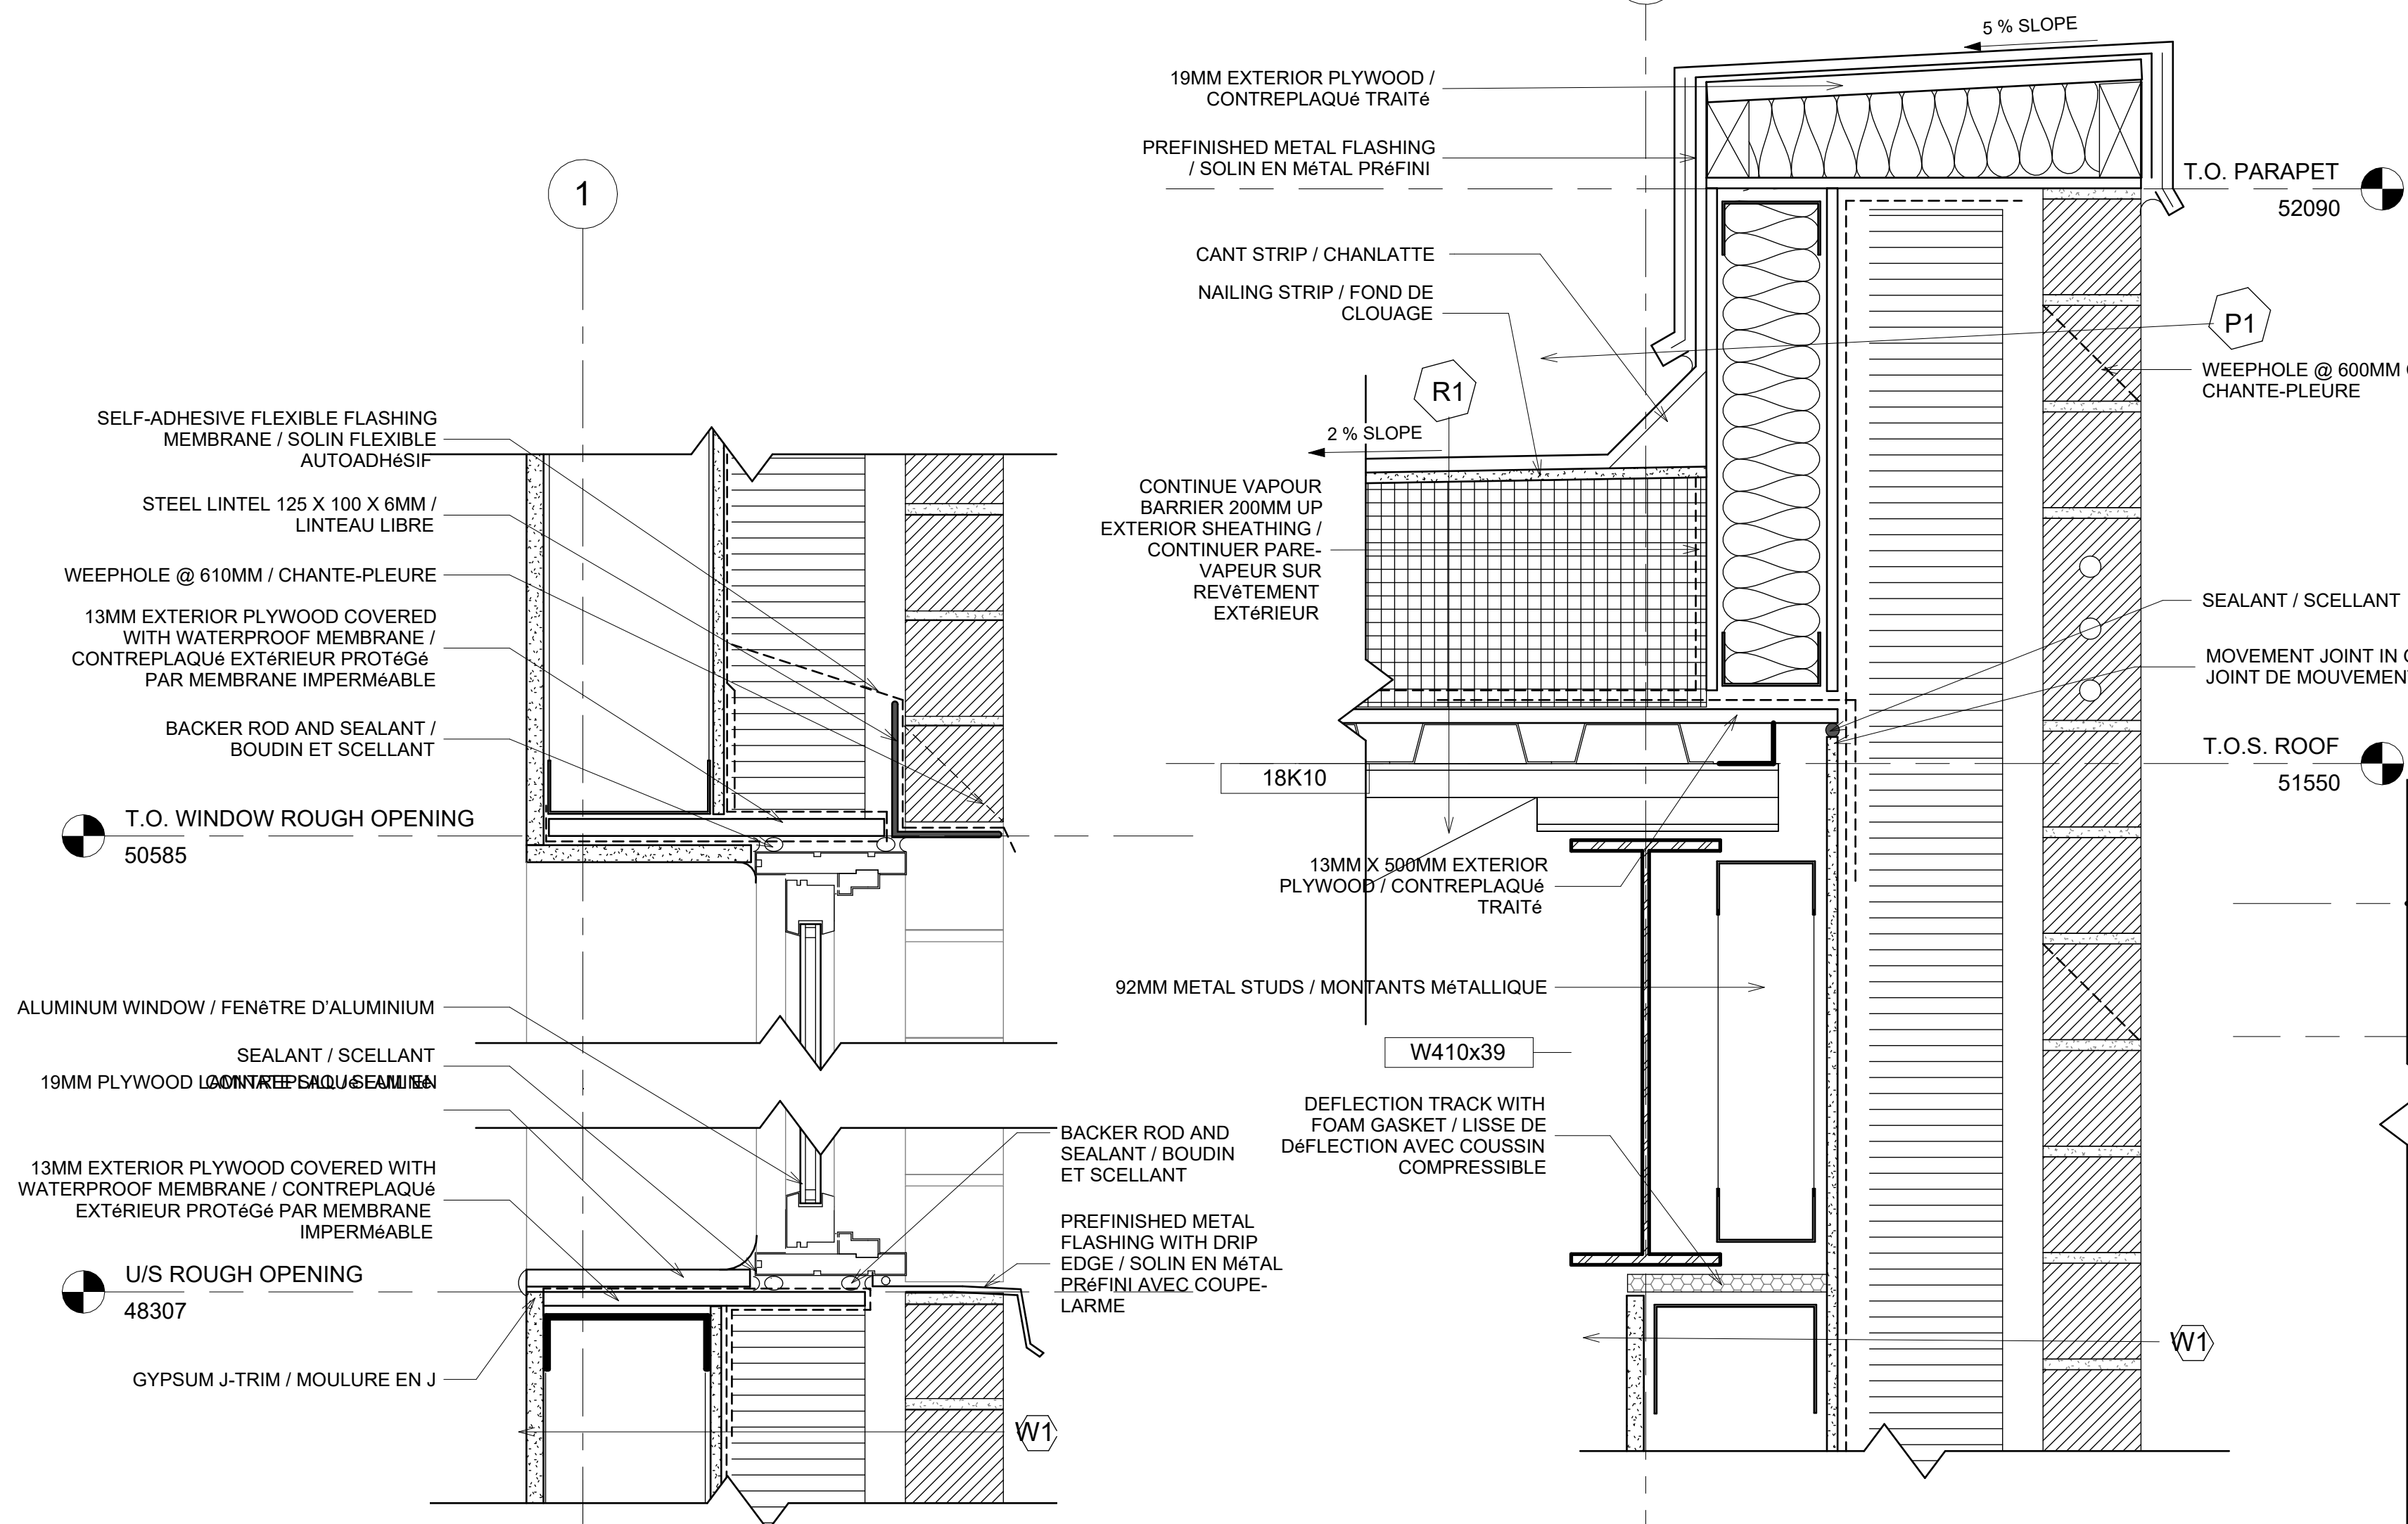 1
SELF-ADHESIVE FLEXIBLE FLASHING
MEMBRANE / SOLIN FLEXIBLE
AUTOADHéSIF
STEEL LINTEL 125 X 100 X 6MM /
LINTEAU LIBRE
WEEPHOLE @ 610MM / CHANTE-PLEURE
13MM EXTERIOR PLYWOOD COVERED
WITH WATERPROOF MEMBRANE /
CONTREPLAQUé EXTéRIEUR PROTéGé
PAR MEMBRANE IMPERMéABLE
BACKER ROD AND SEALANT /
BOUDIN ET SCELLANT
T.O. WINDOW ROUGH OPENING
50585
ALUMINUM WINDOW / FENêTRE D'ALUMINIUM
SEALANT / SCELLANT
19MM PLYWOOD
13MM EXTERIOR PLYWOOD COVERED WITH
WATERPROOF MEMBRANE / CONTREPLAQUé
EXTéRIEUR PROTéGé PAR MEMBRANE
IMPERMéABLE
U/S ROUGH OPENING
48307
GYPSUM J-TRIM / MOULURE EN J
BACKER ROD AND
SEALANT / BOUDIN
ET SCELLANT
PREFINISHED METAL
FLASHING WITH DRIP
EDGE / SOLIN EN MéTAL
PRéFINI AVEC COUPE-
LARME
W1
5 % SLOPE
19MM EXTERIOR PLYWOOD /
CONTREPLAQUé TRAITé
PREFINISHED METAL FLASHING
/ SOLIN EN MéTAL PRéFINI
CANT STRIP / CHANLATTE
NAILING STRIP / FOND DE
CLOUAGE
R1
2 % SLOPE
CONTINUE VAPOUR
BARRIER 200MM UP
EXTERIOR SHEATHING /
CONTINUER PARE-
VAPEUR SUR
REVêTEMENT
EXTéRIEUR
18K10
13MM X 500MM EXTERIOR
PLYWOOD / CONTREPLAQUé
TRAITé
92MM METAL STUDS / MONTANTS MéTALLIQUE
W410x39
DEFLECTION TRACK WITH
FOAM GASKET / LISSE DE
DéFLECTION AVEC COUSSIN
COMPRESSIBLE
T.O. PARAPET
52090
P1
WEEPHOLE @ 600MM
CHANTE-PLEURE
SEALANT / SCELLANT
MOVEMENT JOINT IN
JOINT DE MOUVEMEN
T.O.S. ROOF
51550
W1